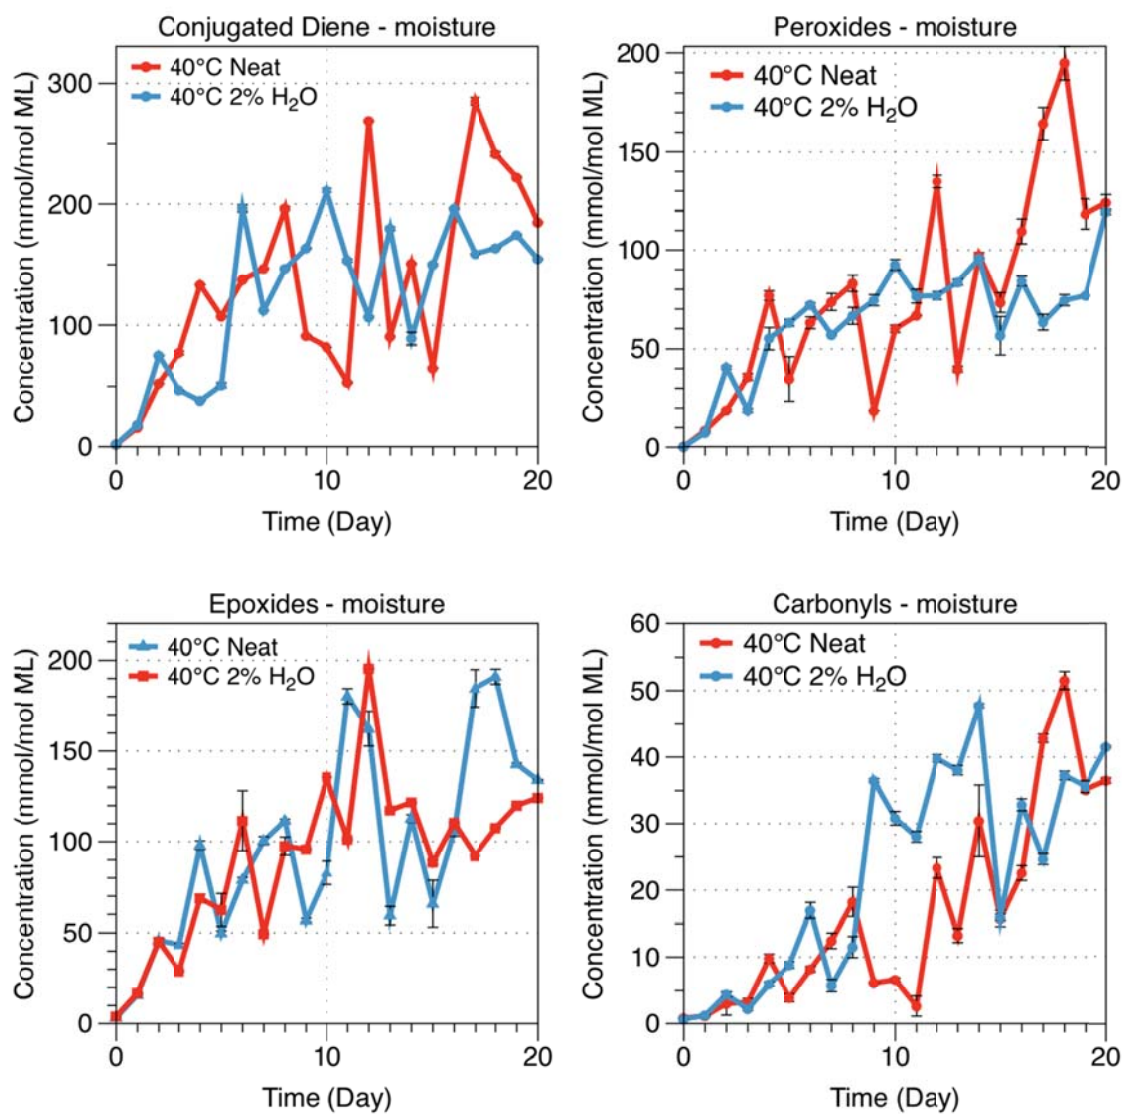 Conjugated Diene - moisture
Concentration (mmol/mol ML)
300
200
100
0
40°C Neat
40°C 2% H₂O
0 10 20
Time (Day)
Peroxides - moisture
Concentration (mmol/mol ML)
200
150
100
50
0
40°C Neat
40°C 2% H₂O
0 10 20
Time (Day)
Epoxides - moisture
Concentration (mmol/mol ML)
200
150
100
50
0
40°C Neat
40°C 2% H₂O
0 10 20
Time (Day)
Carbonyls - moisture
Concentration (mmol/mol ML)
60
50
40
30
20
10
0
40°C Neat
40°C 2% H₂O
0 10 20
Time (Day)